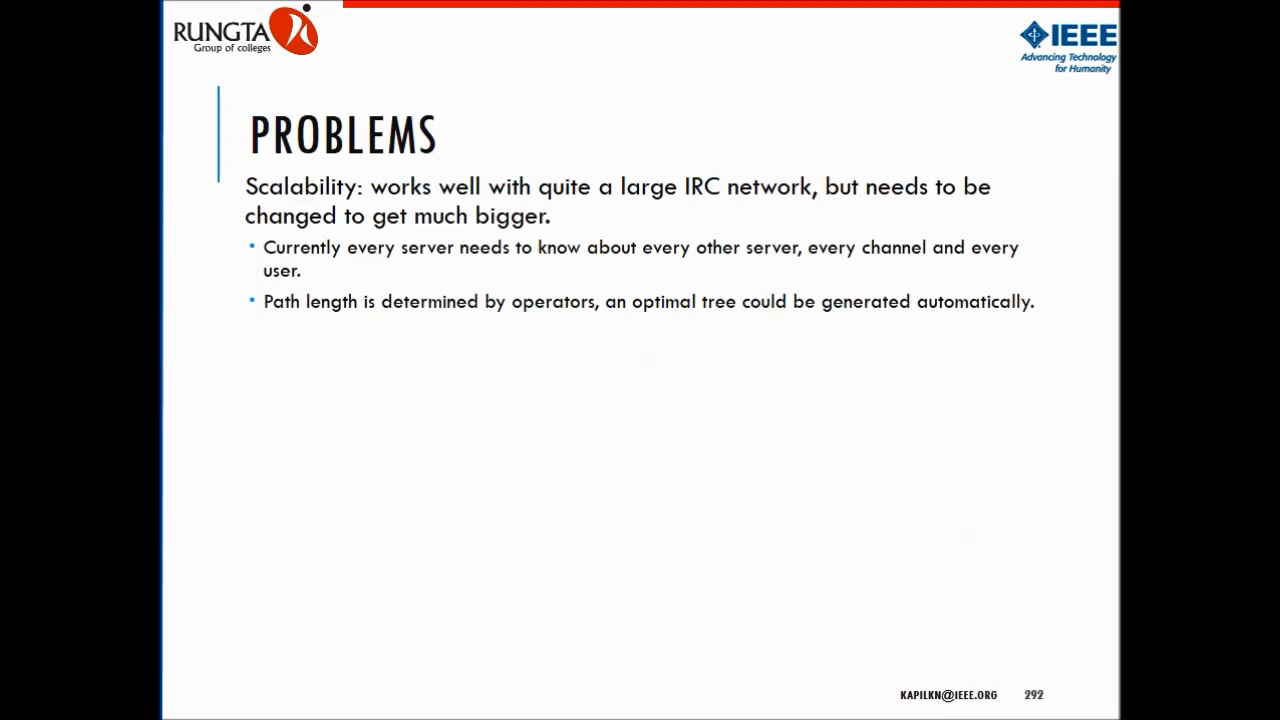 RUNGTA
Group of colleges
IEEE
Advancing Technology
for Humanity
PROBLEMS
Scalability: works well with quite a large IRC network, but needs to be
changed to get much bigger.
▪ Currently every server needs to know about every other server, every channel and every
user.
▪ Path length is determined by operators, an optimal tree could be generated automatically.
KAPILKN@IEEE.ORG 292